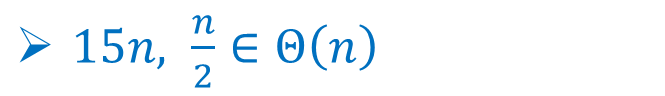 ➢ 15n, n/2 ∈ Θ(n)